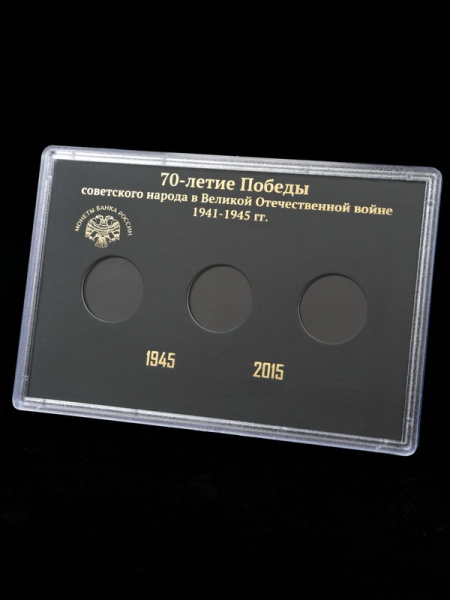 70-летие Победы
советского народа в Великой Отечественной войне
1941-1945 гг.
МОНЕТЫ БАНКА РОССИИ
1945
2015